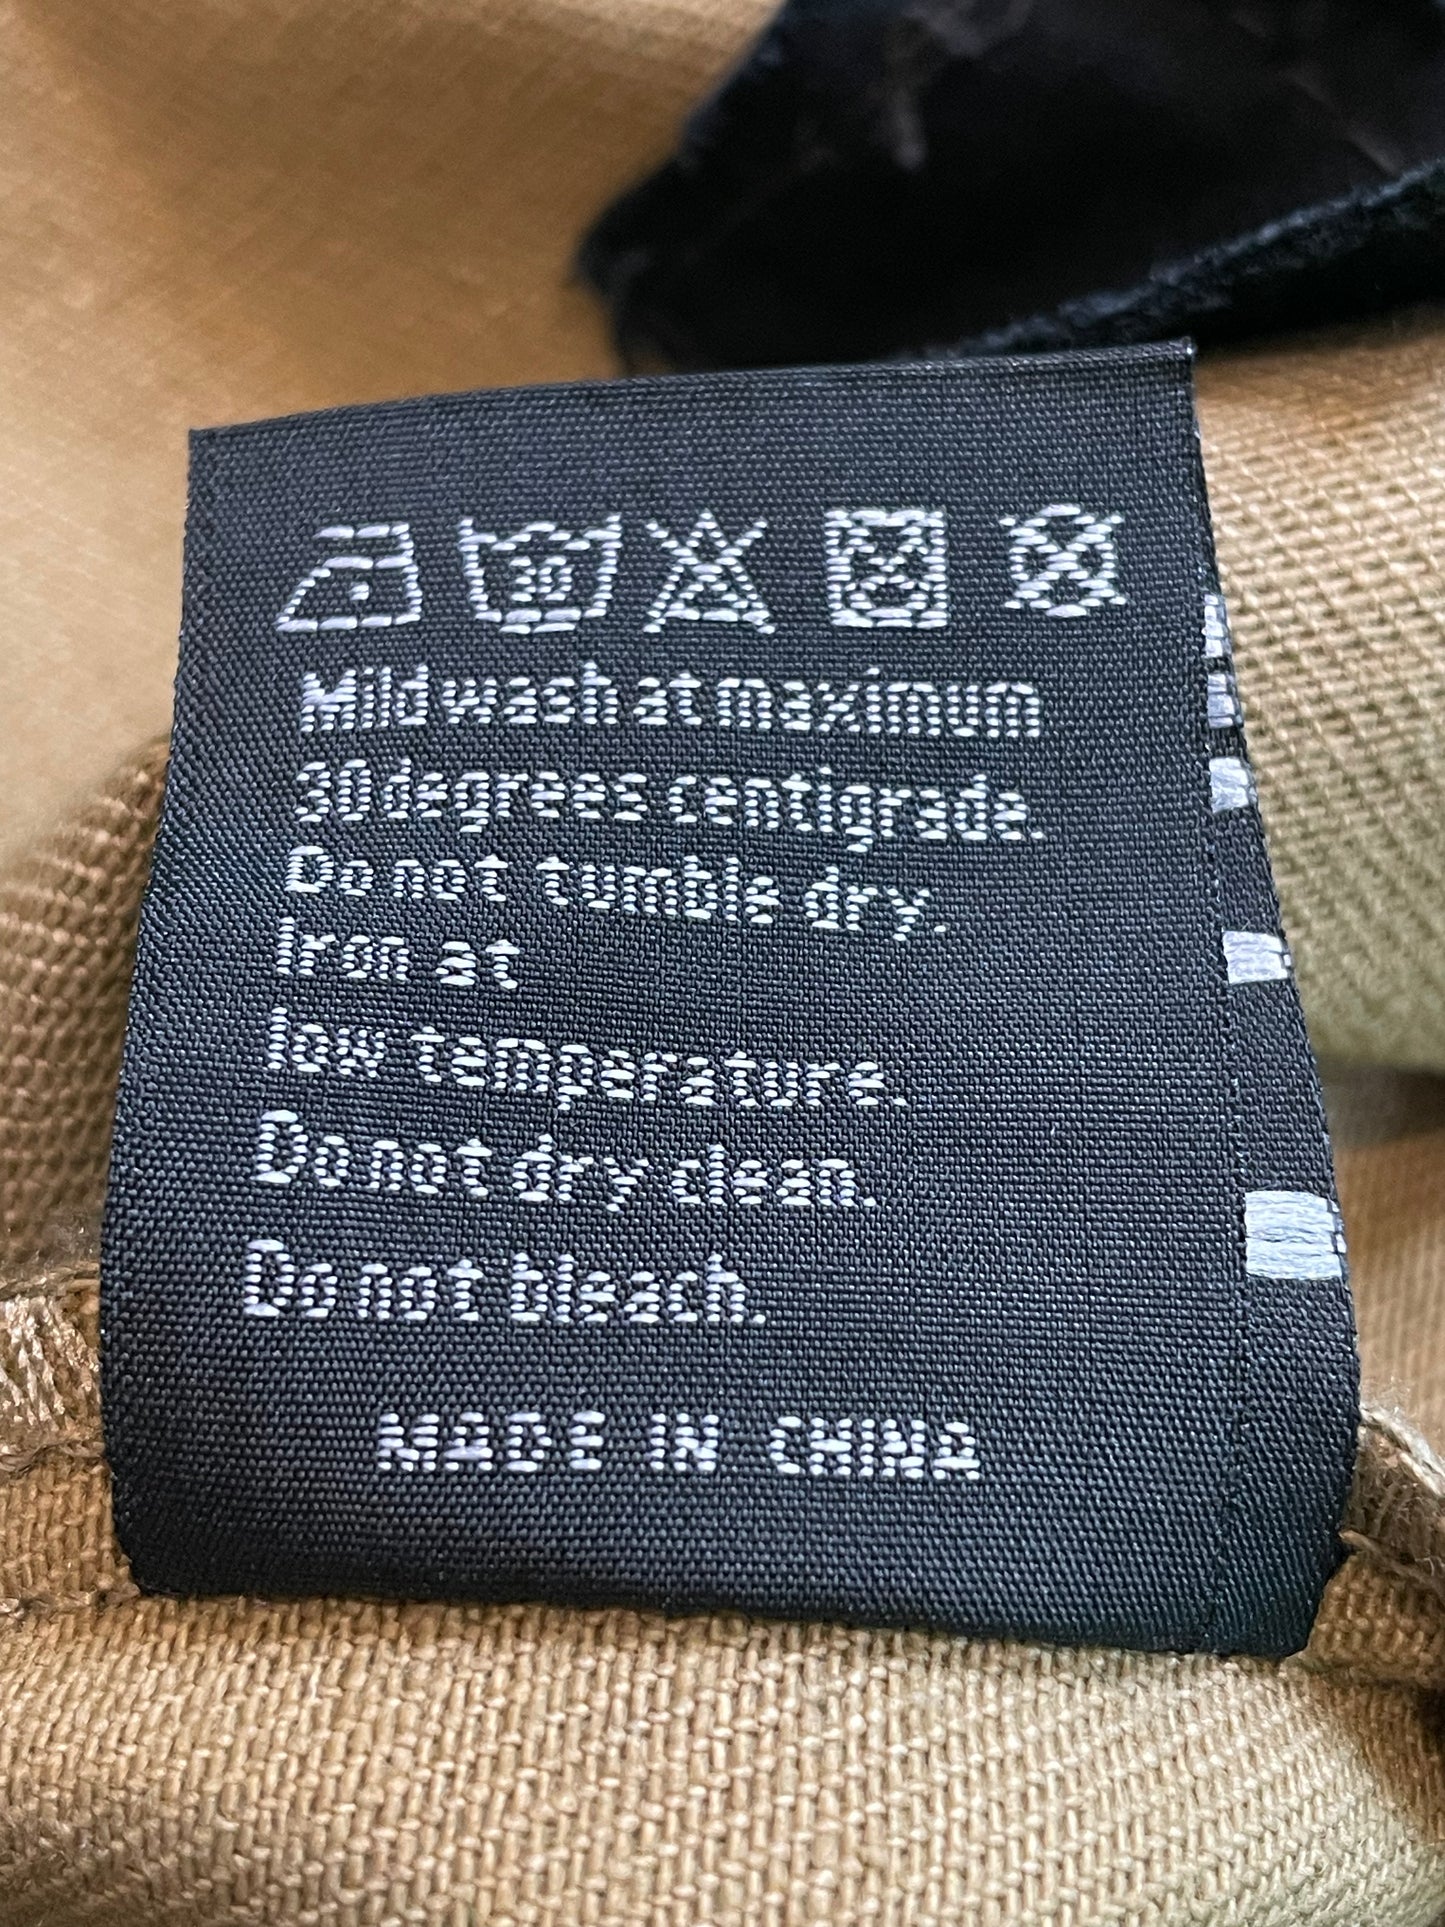 30
Mild wash at maximum
30 degrees centigrade.
Do not tumble dry.
Iron at
low temperature.
Do not dry clean.
Do not bleach.
MADE IN CHINA